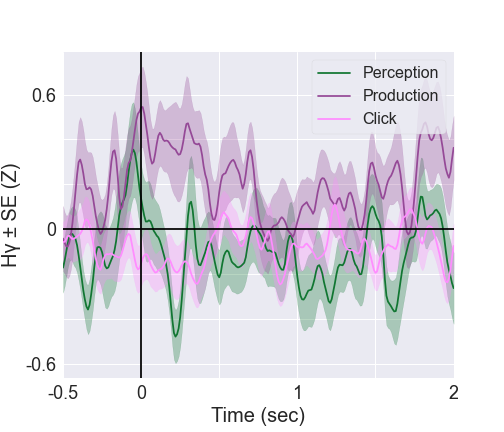 Perception
Production
Click
0.6
0
-0.6
Hγ ± SE (Z)
-0.5
0
1
2
Time (sec)